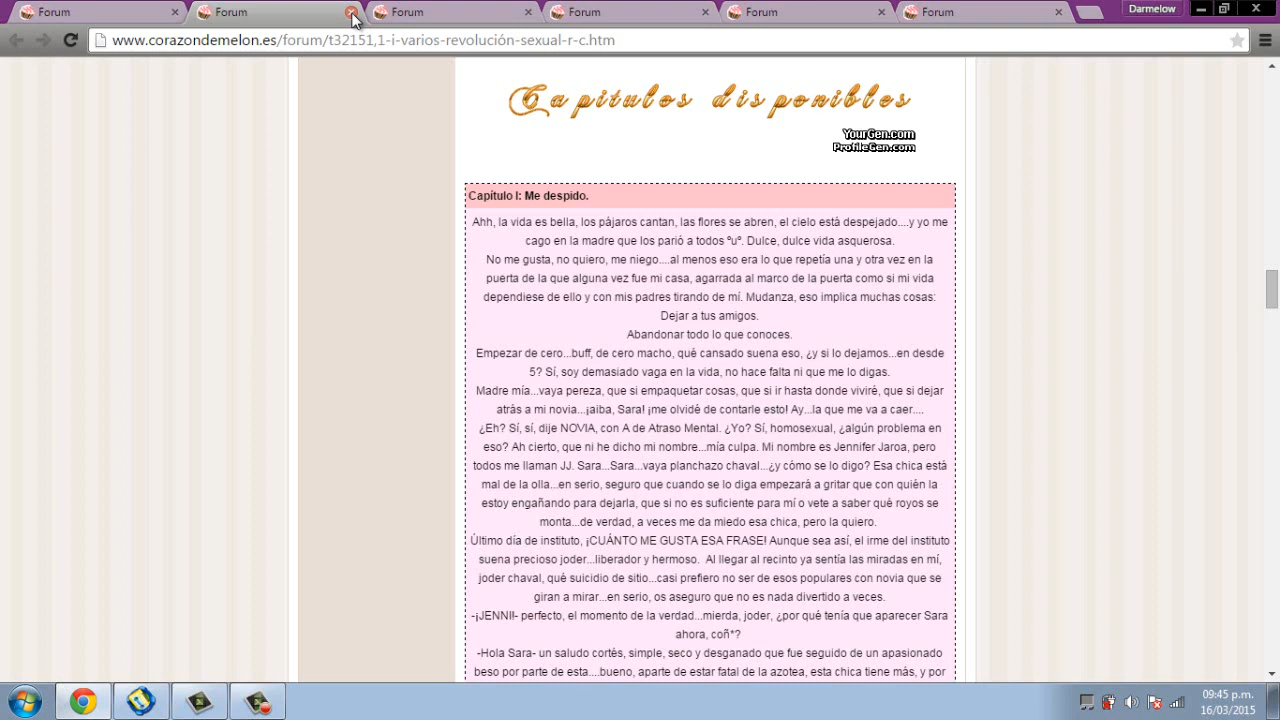 Forum
Forum
Forum
Forum
Forum
Forum
Darmelow
www.corazondemelon.es/forum/t32151,1-i-varios-revolución-sexual-r-c.htm
Capitulos disponibles
YourGen.com
ProfileGen.com
Capítulo I: Me despido.
Ahh, la vida es bella, los pájaros cantan, las flores se abren, el cielo está despejado....y yo me
cago en la madre que los parió a todos ºuº. Dulce, dulce vida asquerosa.
No me gusta, no quiero, me niego....al menos eso era lo que repetía una y otra vez en la
puerta de la que alguna vez fue mi casa, agarrada al marco de la puerta como si mi vida
dependiese de ello y con mis padres tirando de mí. Mudanza, eso implica muchas cosas:
Dejar a tus amigos.
Abandonar todo lo que conoces.
Empezar de cero...buff, de cero macho, qué cansado suena eso, ¿y si lo dejamos...en desde
5? Sí, soy demasiado vaga en la vida, no hace falta ni que me lo digas.
Madre mía...vaya pereza, que si empaquetar cosas, que si ir hasta donde viviré, que si dejar
atrás a mi novia...¡aiba, Sara! ¡me olvidé de contarle esto! Ay...la que me va a caer....
¿Eh? Sí, sí, dije NOVIA, con A de Atraso Mental. ¿Yo? Sí, homosexual, ¿algún problema en
eso? Ah cierto, que ni he dicho mi nombre...mía culpa. Mi nombre es Jennifer Jaroa, pero
todos me llaman JJ. Sara...Sara...vaya planchazo chaval...¿y cómo se lo digo? Esa chica está
mal de la olla...en serio, seguro que cuando se lo diga empezará a gritar que con quién la
estoy engañando para dejarla, que si no es suficiente para mí o vete a saber qué royos se
monta...de verdad, a veces me da miedo esa chica, pero la quiero.
Último día de instituto, ¡CUÁNTO ME GUSTA ESA FRASE! Aunque sea así, el irme del instituto
suena precioso joder...liberador y hermoso.  Al llegar al recinto ya sentía las miradas en mí,
joder chaval, qué suicidio de sitio...casi prefiero no ser de esos populares con novia que se
giran a mirar...en serio, os aseguro que no es nada divertido a veces.
-¡JENNI!- perfecto, el momento de la verdad...mierda, joder, ¿por qué tenía que aparecer Sara
ahora, coñ*?
-Hola Sara- un saludo cortés, simple, seco y desganado que fue seguido de un apasionado
beso por parte de esta....bueno, aparte de estar fatal de la azotea, esta chica tiene más, y por
09:45 p.m.
16/03/2015